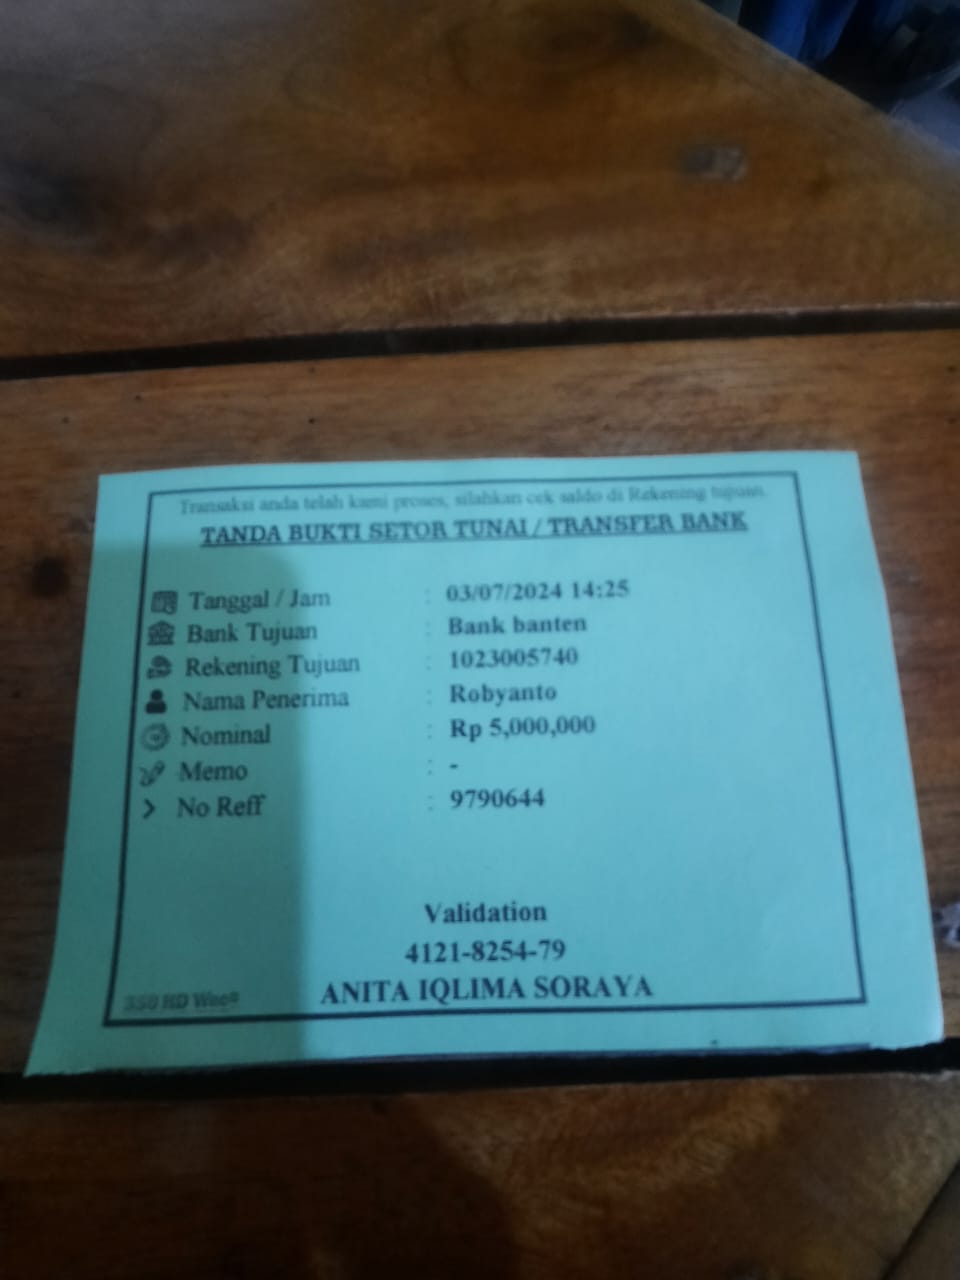 Transaksi anda telah kami proses, silahkan cek saldo di Rekening tujuan.
TANDA BUKTI SETOR TUNAI / TRANSFER BANK
Tanggal / Jam : 03/07/2024 14:25
Bank Tujuan : Bank banten
Rekening Tujuan : 1023005740
Nama Penerima : Robyanto
Nominal : Rp 5,000,000
Memo : -
No Reff : 9790644
Validation
4121-8254-79
ANITA IQLIMA SORAYA